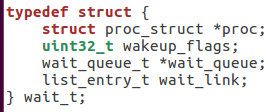 typedef struct {
    struct proc_struct *proc;
    uint32_t wakeup_flags;
    wait_queue_t *wait_queue;
    list_entry_t wait_link;
} wait_t;